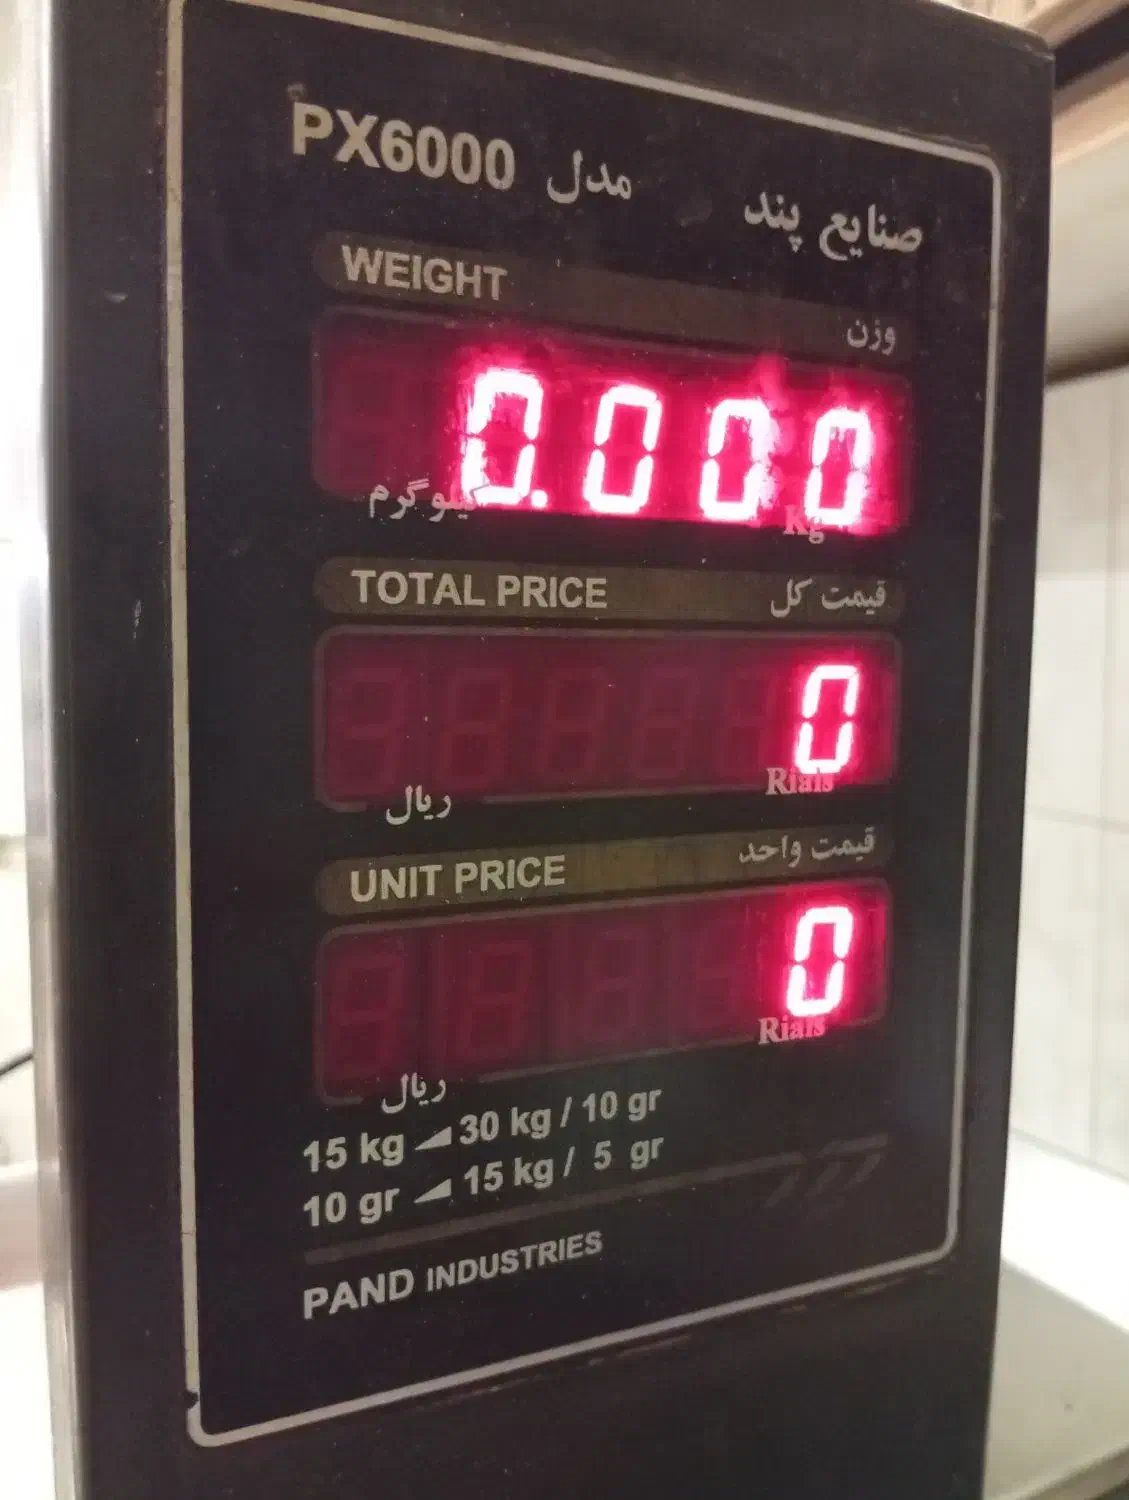 PX6000 مدل صنایع پند
WEIGHT وزن
0.000
کیلوگرم Kg
TOTAL PRICE قیمت کل
0
ریال Rials
UNIT PRICE قیمت واحد
0
ریال Rials
15 kg 30 kg / 10 gr
10 gr 15 kg / 5 gr
PAND INDUSTRIES